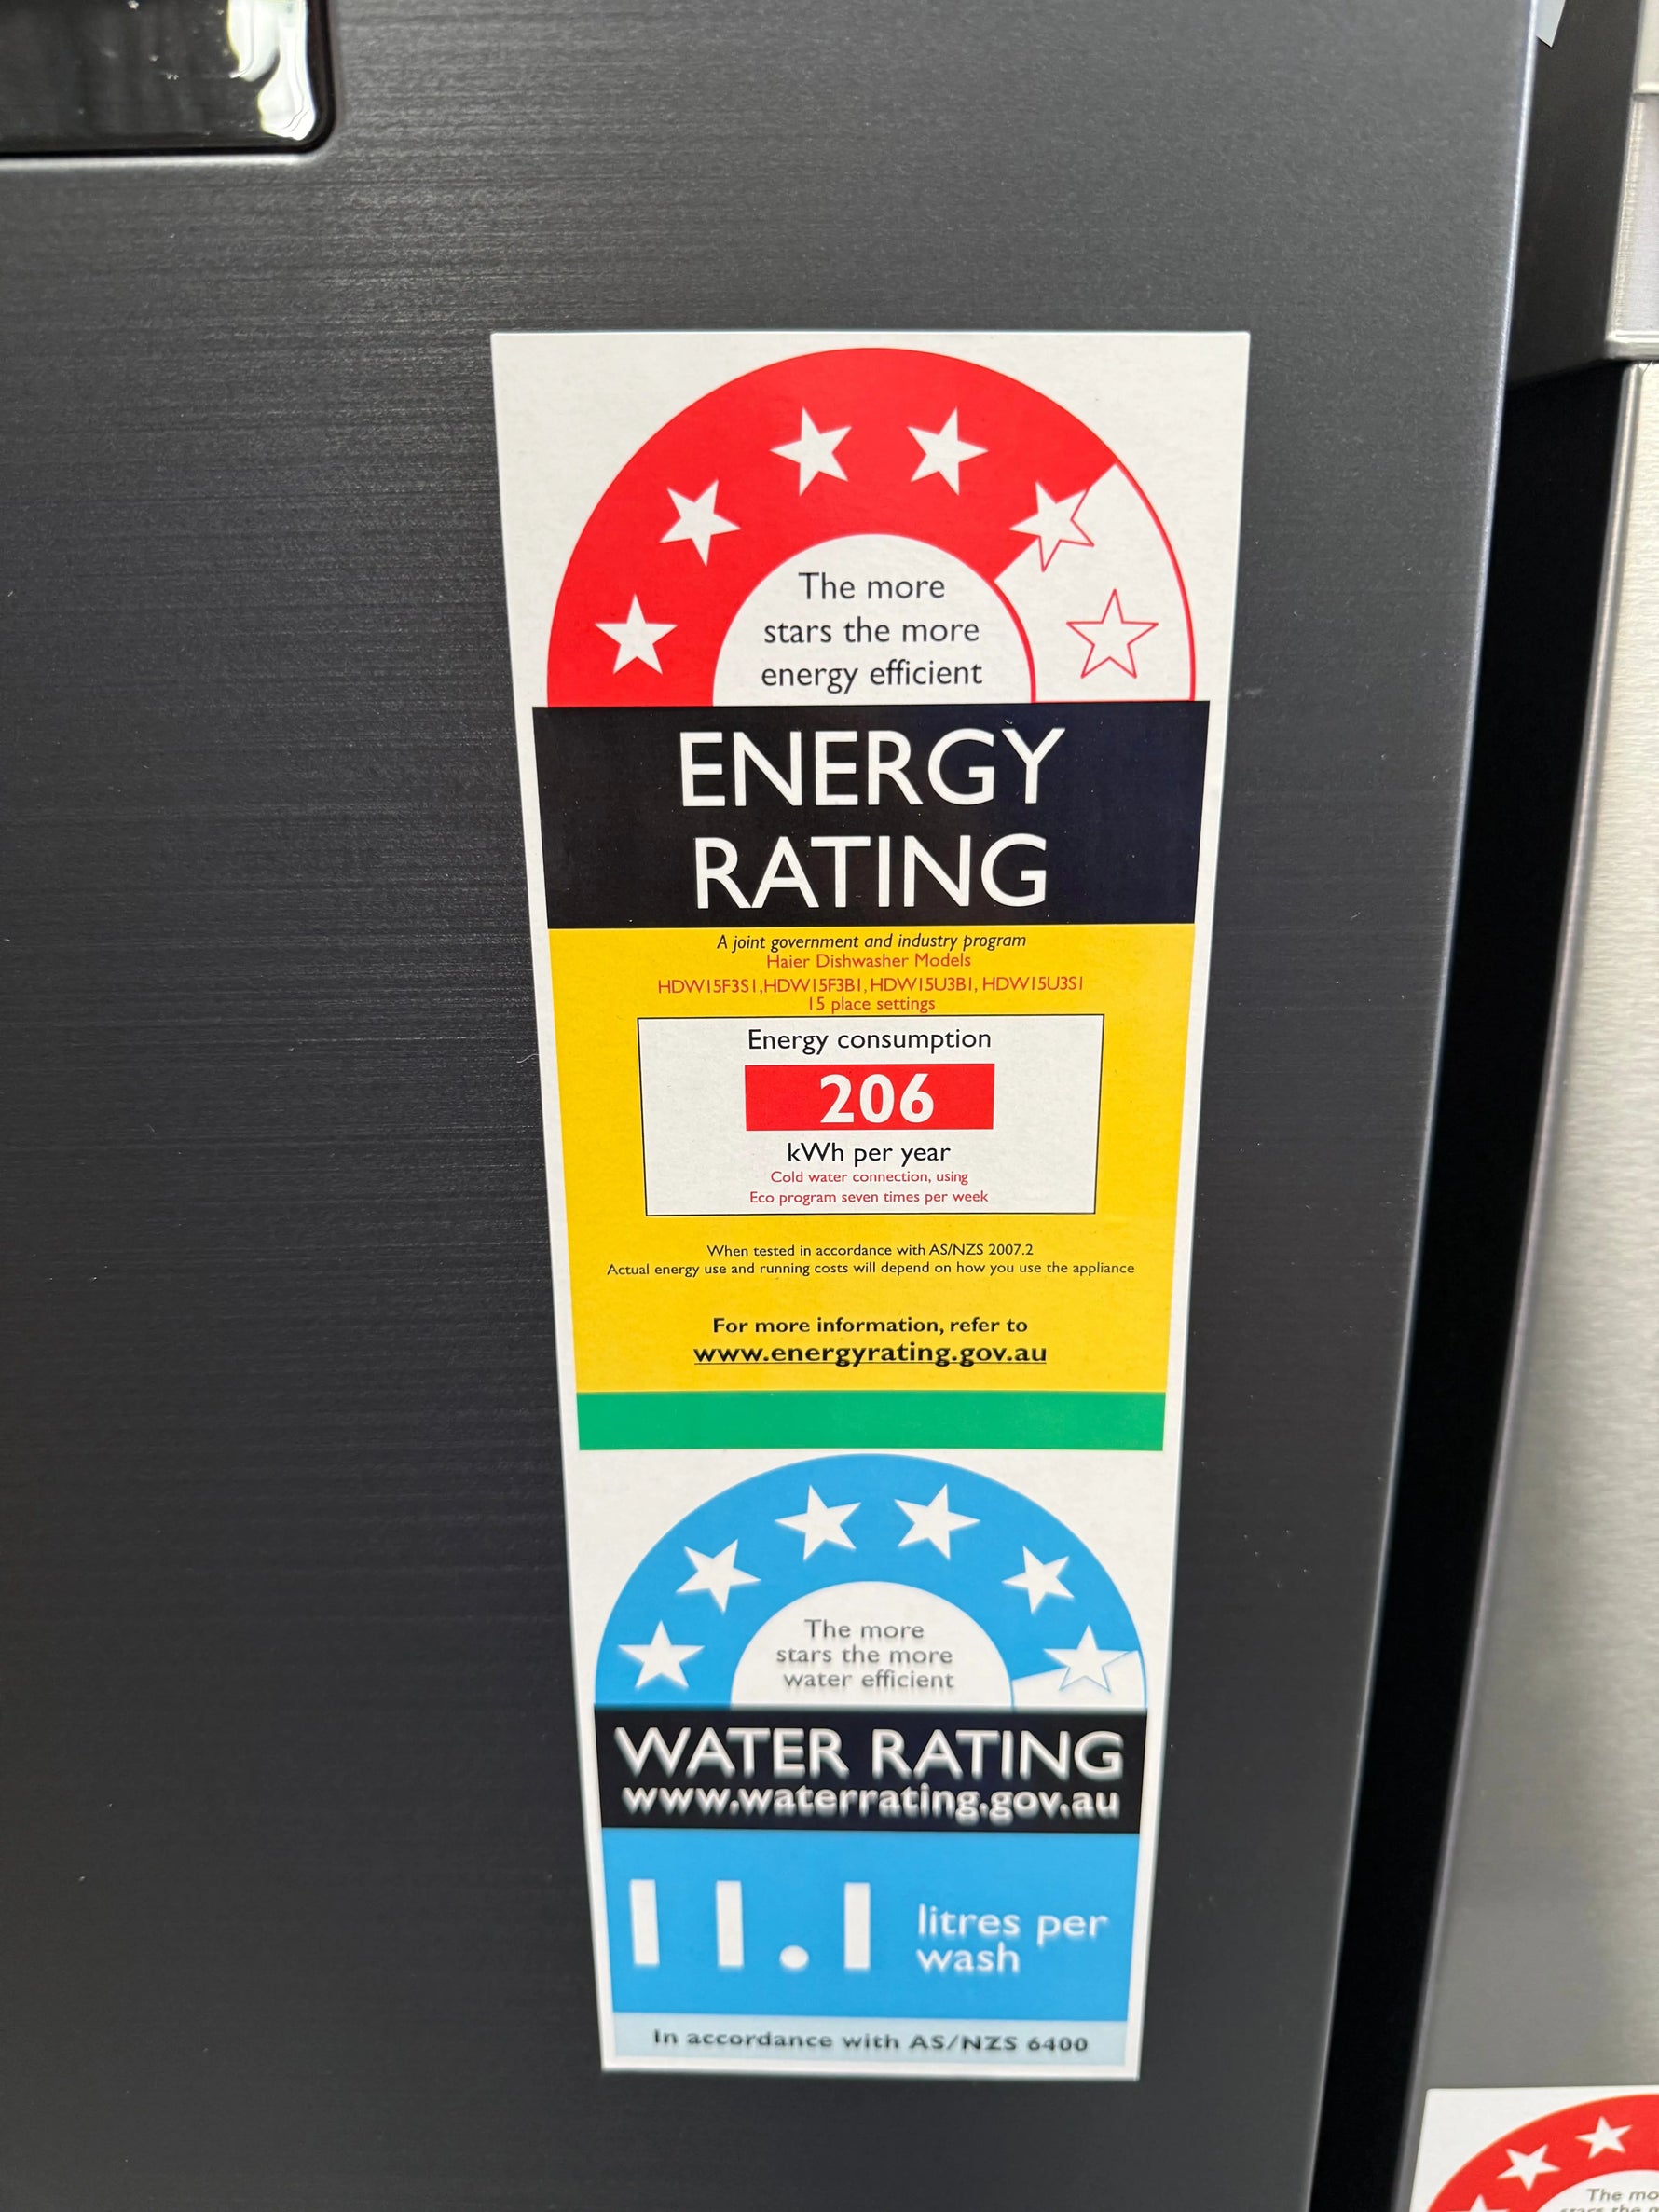 The more
stars the more
energy efficient
ENERGY
RATING
A joint government and industry program
Haier Dishwasher Models
HDW15F3S1,HDW15F3B1, HDW15U3B1, HDW15U3S1
15 place settings
Energy consumption
206
kWh per year
Cold water connection, using
Eco program seven times per week
When tested in accordance with AS/NZS 2007.2
Actual energy use and running costs will depend on how you use the appliance
For more information, refer to
www.energyrating.gov.au
The more
stars the more
water efficient
WATER RATING
www.waterrating.gov.au
11.1
litres per
wash
In accordance with AS/NZS 6400
The